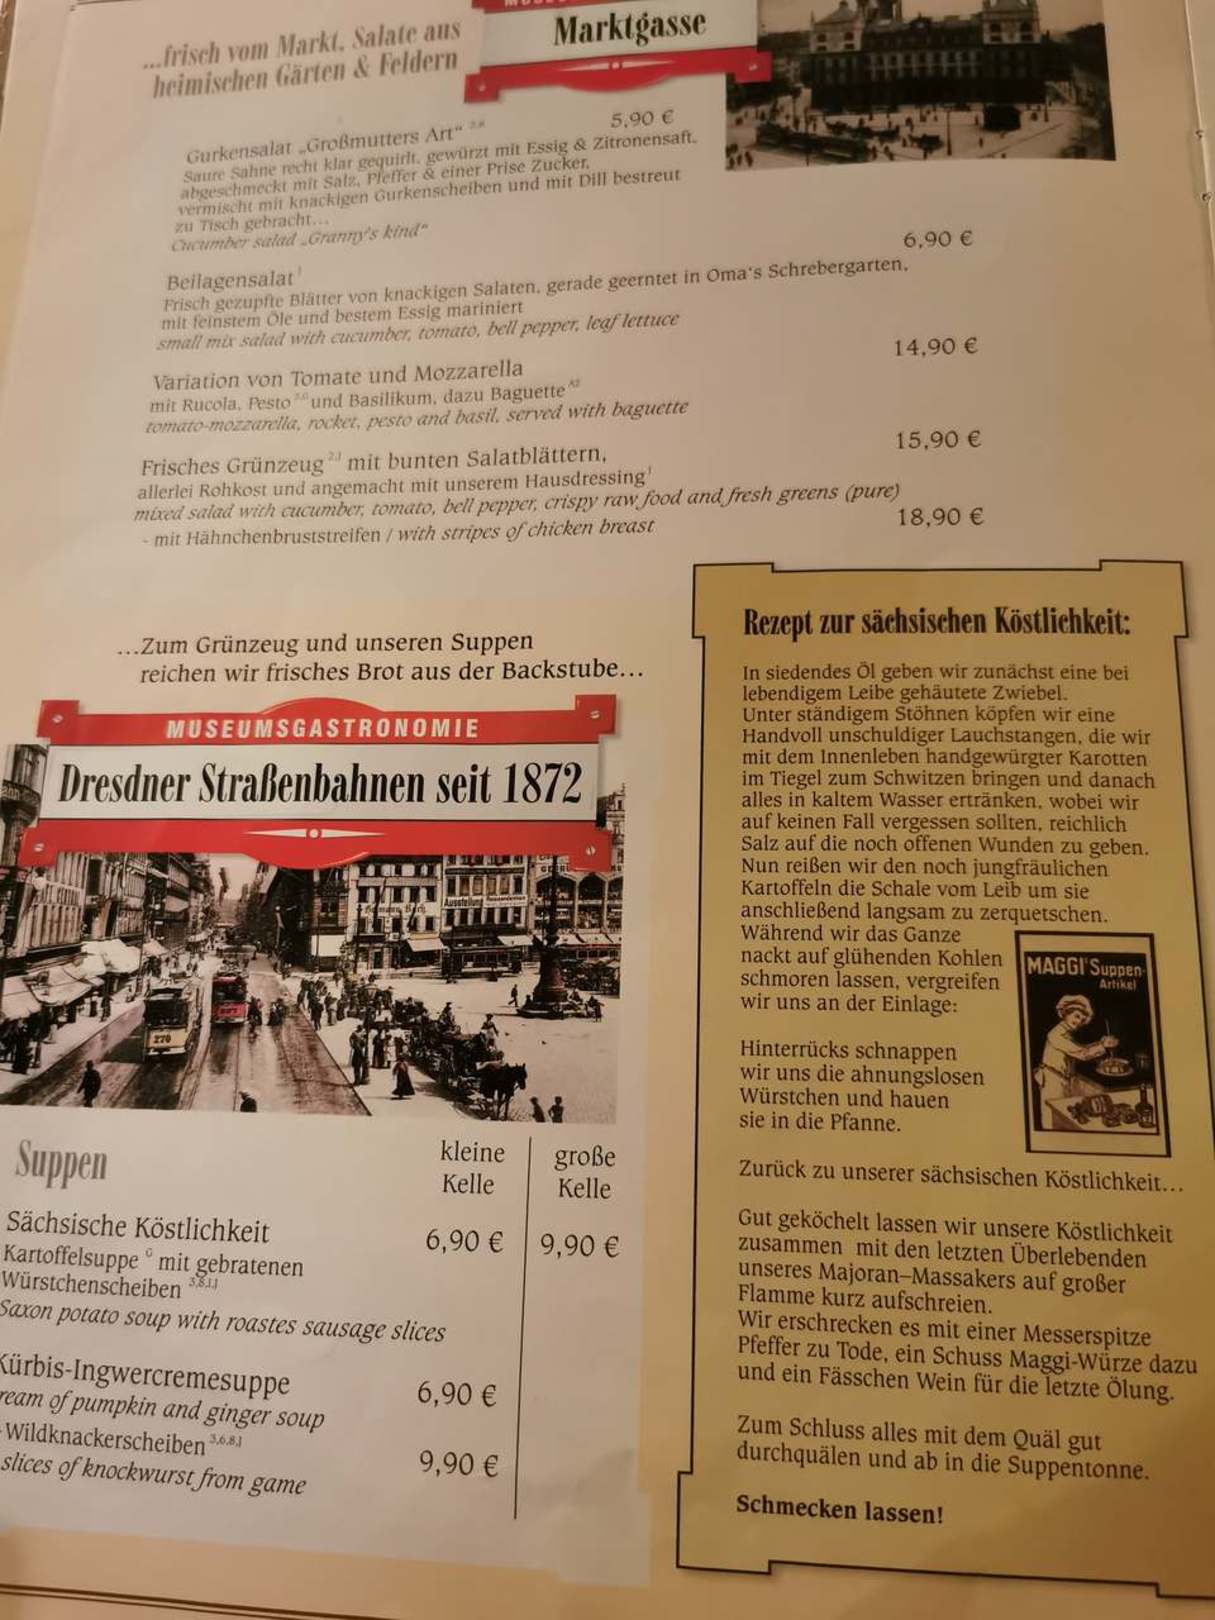 ...frisch vom Markt, Salate aus
heimischen Gärten & Feldern
Marktgasse
Gurkensalat „Großmutters Art“ 5,90 €
Saure Sahne recht klar gequirlt, gewürzt mit Essig & Zitronensaft,
abgeschmeckt mit Salz, Pfeffer & einer Prise Zucker,
vermischt mit knackigen Gurkenscheiben und mit Dill bestreut
zu Tisch gebracht...
Cucumber salad „Granny's kind“
Beilagensalat 1 6,90 €
Frisch gezupfte Blätter von knackigen Salaten, gerade geerntet in Oma's Schrebergarten,
mit feinstem Öle und bestem Essig mariniert
small mix salad with cucumber, tomato, bell pepper, leaf lettuce
Variation von Tomate und Mozzarella 14,90 €
mit Rucola, Pesto und Basilikum, dazu Baguette
tomato-mozzarella, rocket, pesto and basil, served with baguette
Frisches Grünzeug 2,1 mit bunten Salatblättern, 15,90 €
allerlei Rohkost und angemacht mit unserem Hausdressing 1
mixed salad with cucumber, tomato, bell pepper, crispy raw food and fresh greens (pure)
- mit Hähnchenbruststreifen / with stripes of chicken breast 18,90 €
...Zum Grünzeug und unseren Suppen
reichen wir frisches Brot aus der Backstube...
MUSEUMSGASTRONOMIE
Dresdner Straßenbahnen seit 1872
Ausstellung
270
Suppen
kleine Kelle
große Kelle
Sächsische Köstlichkeit 6,90 € 9,90 €
Kartoffelsuppe G mit gebratenen
Würstchenscheiben 3,8,1,J
Saxon potato soup with roastes sausage slices
Kürbis-Ingwercremesuppe 6,90 €
ream of pumpkin and ginger soup
- Wildknackerscheiben 3,6,8,J 9,90 €
slices of knockwurst from game
Rezept zur sächsischen Köstlichkeit:
In siedendes Öl geben wir zunächst eine bei
lebendigem Leibe gehäutete Zwiebel.
Unter ständigem Stöhnen köpfen wir eine
Handvoll unschuldiger Lauchstangen, die wir
mit dem Innenleben handgewürgter Karotten
im Tiegel zum Schwitzen bringen und danach
alles in kaltem Wasser ertränken, wobei wir
auf keinen Fall vergessen sollten, reichlich
Salz auf die noch offenen Wunden zu geben.
Nun reißen wir den noch jungfräulichen
Kartoffeln die Schale vom Leib um sie
anschließend langsam zu zerquetschen.
Während wir das Ganze
nackt auf glühenden Kohlen
schmoren lassen, vergreifen
wir uns an der Einlage:
MAGGI'S Suppen-
Artikel
Hinterrücks schnappen
wir uns die ahnungslosen
Würstchen und hauen
sie in die Pfanne.
Zurück zu unserer sächsischen Köstlichkeit...
Gut geköchelt lassen wir unsere Köstlichkeit
zusammen mit den letzten Überlebenden
unseres Majoran–Massakers auf großer
Flamme kurz aufschreien.
Wir erschrecken es mit einer Messerspitze
Pfeffer zu Tode, ein Schuss Maggi-Würze dazu
und ein Fässchen Wein für die letzte Ölung.
Zum Schluss alles mit dem Quäl gut
durchquälen und ab in die Suppentonne.
Schmecken lassen!